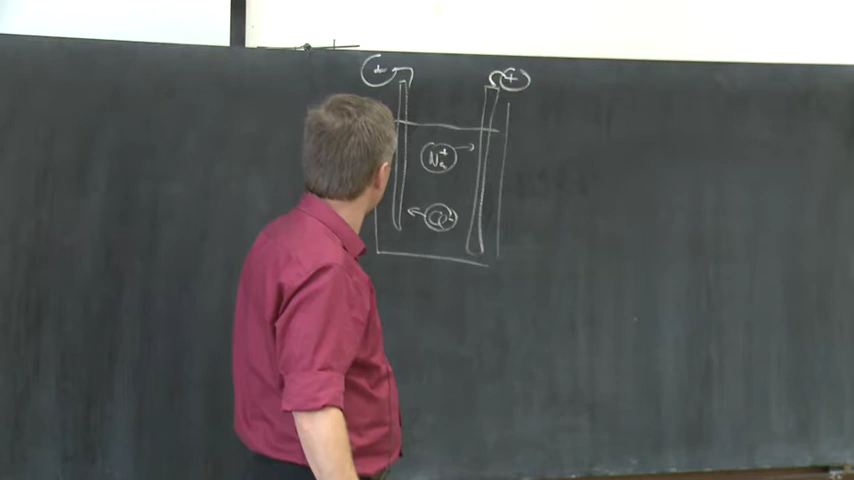 + +
Na+
Cl-